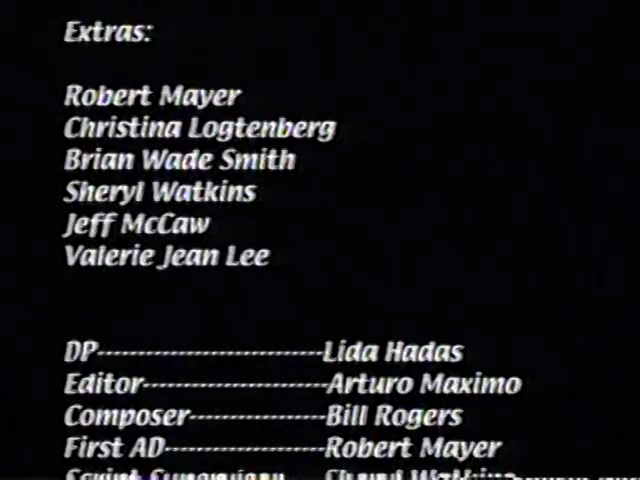 Extras:
Robert Mayer
Christina Logtenberg
Brian Wade Smith
Sheryl Watkins
Jeff McCaw
Valerie Jean Lee
DP-----------------------------Lida Hadas
Editor------------------------Arturo Maximo
Composer-----------------Bill Rogers
First AD--------------------Robert Mayer